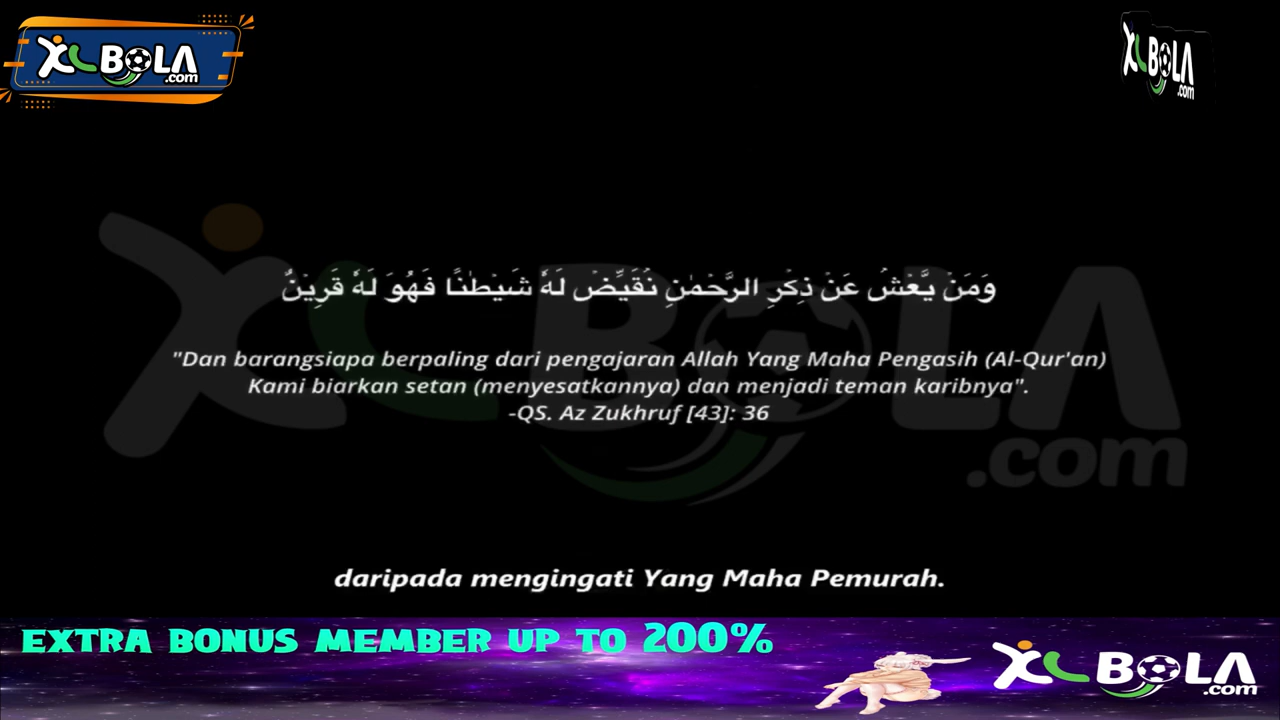 XLBOLA.com
XLBOLA.com
وَمَنْ يَّعْشُ عَنْ ذِكْرِ الرَّحْمٰنِ نُقَيِّضْ لَهٗ شَيْطٰنًا فَهُوَ لَهٗ قَرِيْنٌ
"Dan barangsiapa berpaling dari pengajaran Allah Yang Maha Pengasih (Al-Qur'an)
Kami biarkan setan (menyesatkannya) dan menjadi teman karibnya".
-QS. Az Zukhruf [43]: 36
XLBOLA.com
daripada mengingati Yang Maha Pemurah.
EXTRA BONUS MEMBER UP TO 200%
XLBOLA.com